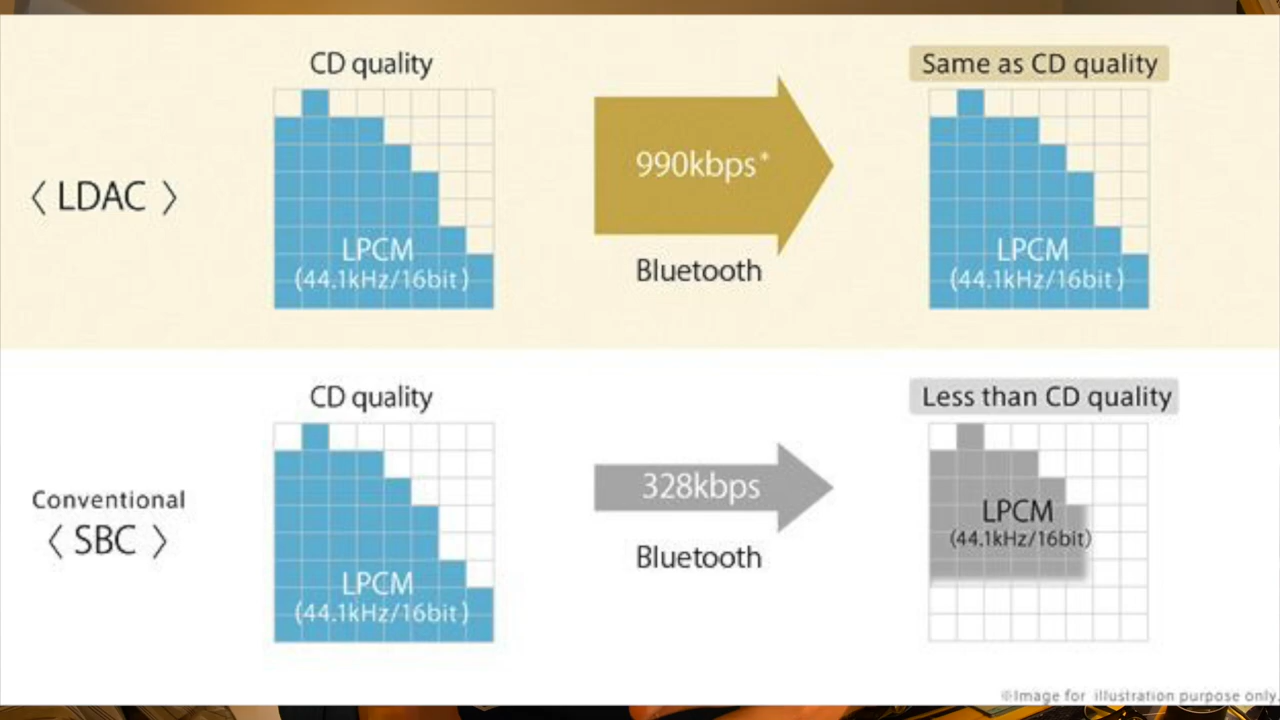 CD quality
Same as CD quality
〈 LDAC 〉
990kbps*
LPCM
(44.1kHz/16bit)
Bluetooth
LPCM
(44.1kHz/16bit)
CD quality
Less than CD quality
Conventional
〈 SBC 〉
328kbps
LPCM
(44.1kHz/16bit)
Bluetooth
LPCM
(44.1kHz/16bit)
※Image for illustration purpose only.